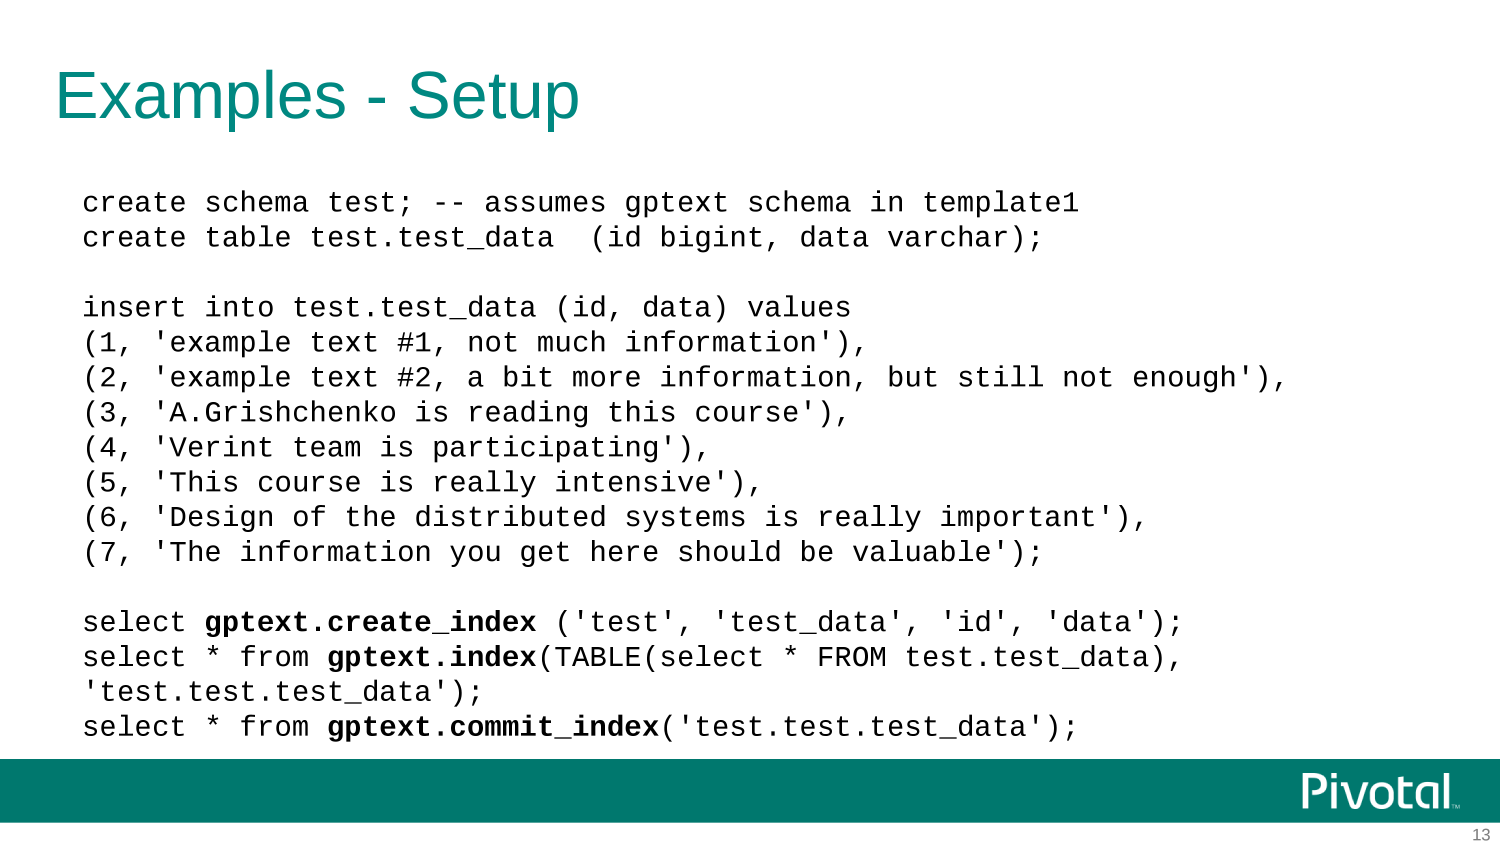 Examples - Setup
create schema test; -- assumes gptext schema in template1
create table test.test_data  (id bigint, data varchar);
insert into test.test_data (id, data) values
(1, 'example text #1, not much information'),
(2, 'example text #2, a bit more information, but still not enough'),
(3, 'A.Grishchenko is reading this course'),
(4, 'Verint team is participating'),
(5, 'This course is really intensive'),
(6, 'Design of the distributed systems is really important'),
(7, 'The information you get here should be valuable');
select gptext.create_index ('test', 'test_data', 'id', 'data');
select * from gptext.index(TABLE(select * FROM test.test_data),
'test.test.test_data');
select * from gptext.commit_index('test.test.test_data');
Pivotal™
13